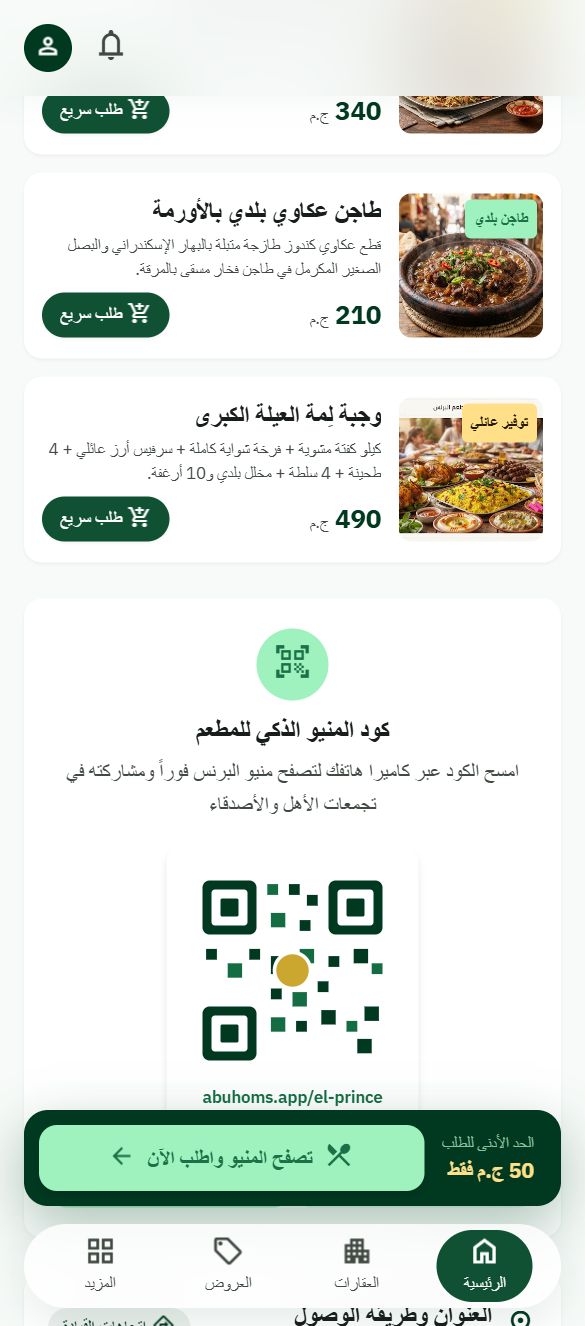 340 ج.م
طلب سريع
طاجن بلدي
طاجن عكاوي بلدي بالأورمة
قطع عكاوي كندوز طازجة متبلة بالبهار الإسكندراني والبصل
الصغير المكرمل في طاجن فخار مسقى بالمرقة.
210 ج.م
طلب سريع
توفير عائلي
وجبة لِمة العيلة الكبرى
كيلو كفتة مشوية + فرخة شواية كاملة + سرفيس أرز عائلي + 4
طحينة + 4 سلطة + مخلل بلدي و10 أرغفة.
490 ج.م
طلب سريع
كود المنيو الذكي للمطعم
امسح الكود عبر كاميرا هاتفك لتصفح منيو البرنس فوراً ومشاركته في
تجمعات الأهل والأصدقاء
abuhoms.app/el-prince
الحد الأدنى للطلب
50 ج.م فقط
تصفح المنيو واطلب الآن
الرئيسية
العقارات
العروض
المزيد
العنوان وطريقة الوصول